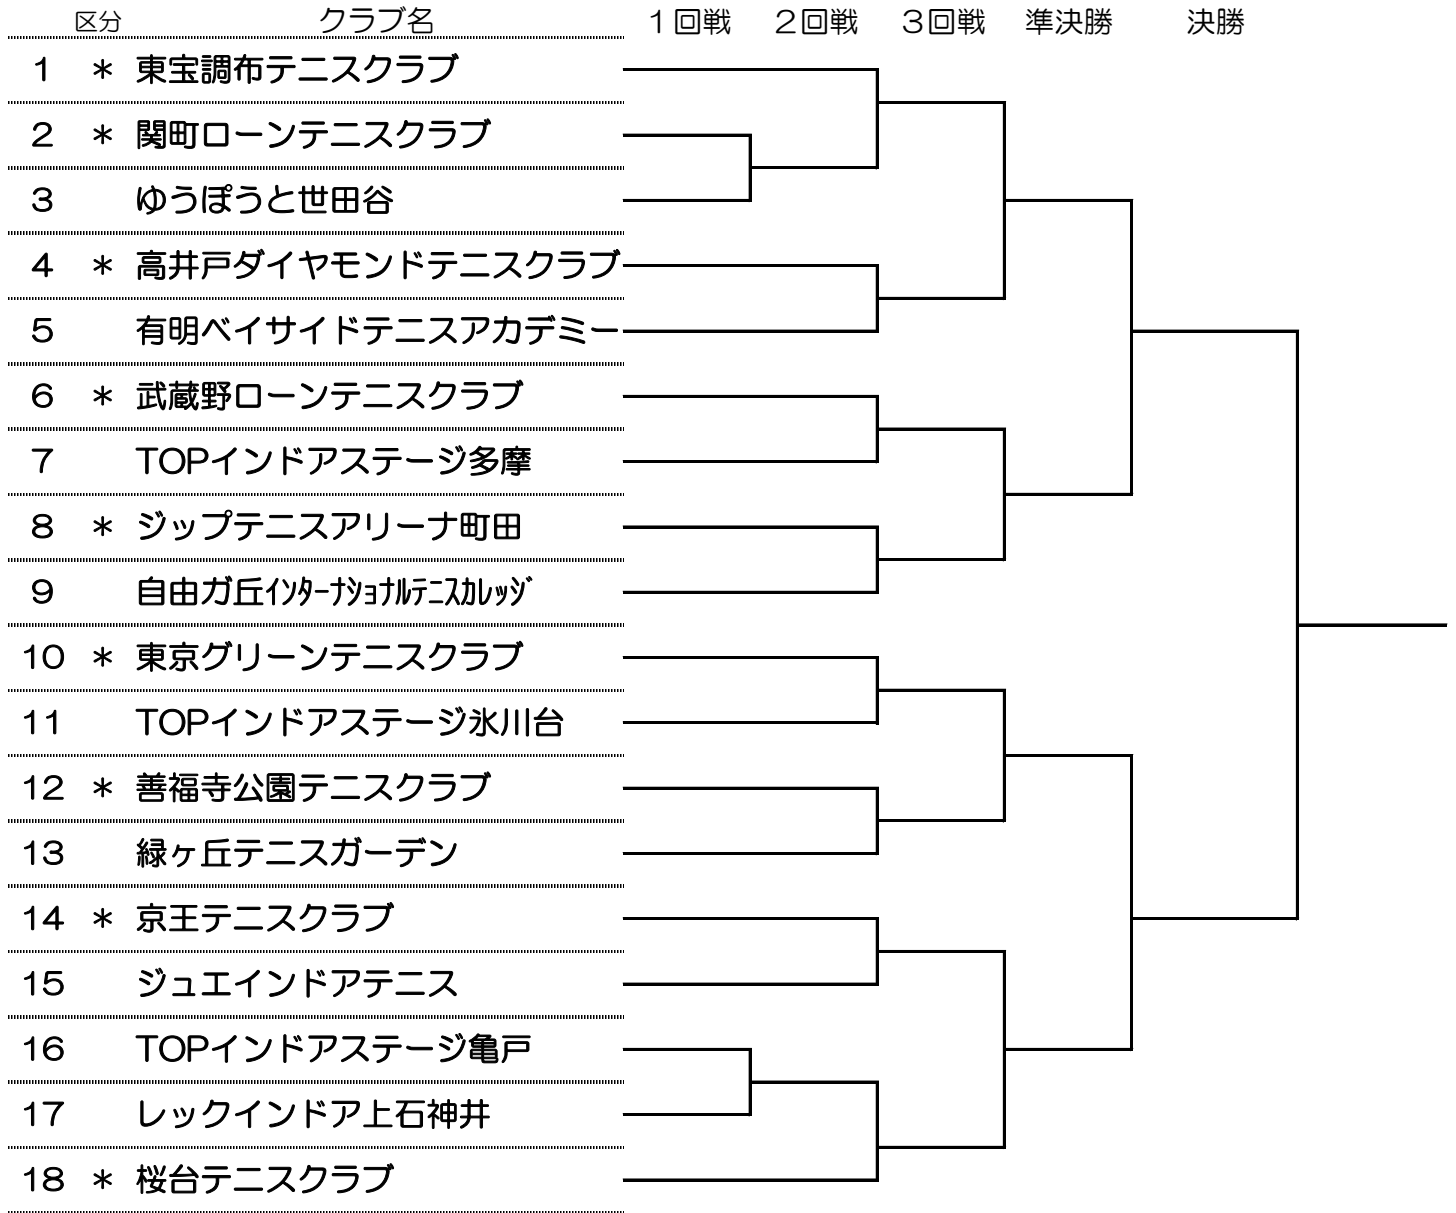 区分 クラブ名 1回戦 2回戦 3回戦 準決勝 決勝
1 ＊ 東宝調布テニスクラブ
2 ＊ 関町ローンテニスクラブ
3 ゆうぽうと世田谷
4 ＊ 高井戸ダイヤモンドテニスクラブ
5 有明ベイサイドテニスアカデミー
6 ＊ 武蔵野ローンテニスクラブ
7 TOPインドアステージ多摩
8 ＊ ジップテニスアリーナ町田
9 自由ガ丘ｲﾝﾀｰﾅｼｮﾅﾙﾃﾆｽｶﾚｯｼﾞ
10 ＊ 東京グリーンテニスクラブ
11 TOPインドアステージ氷川台
12 ＊ 善福寺公園テニスクラブ
13 緑ヶ丘テニスガーデン
14 ＊ 京王テニスクラブ
15 ジュエインドアテニス
16 TOPインドアステージ亀戸
17 レックインドア上石神井
18 ＊ 桜台テニスクラブ